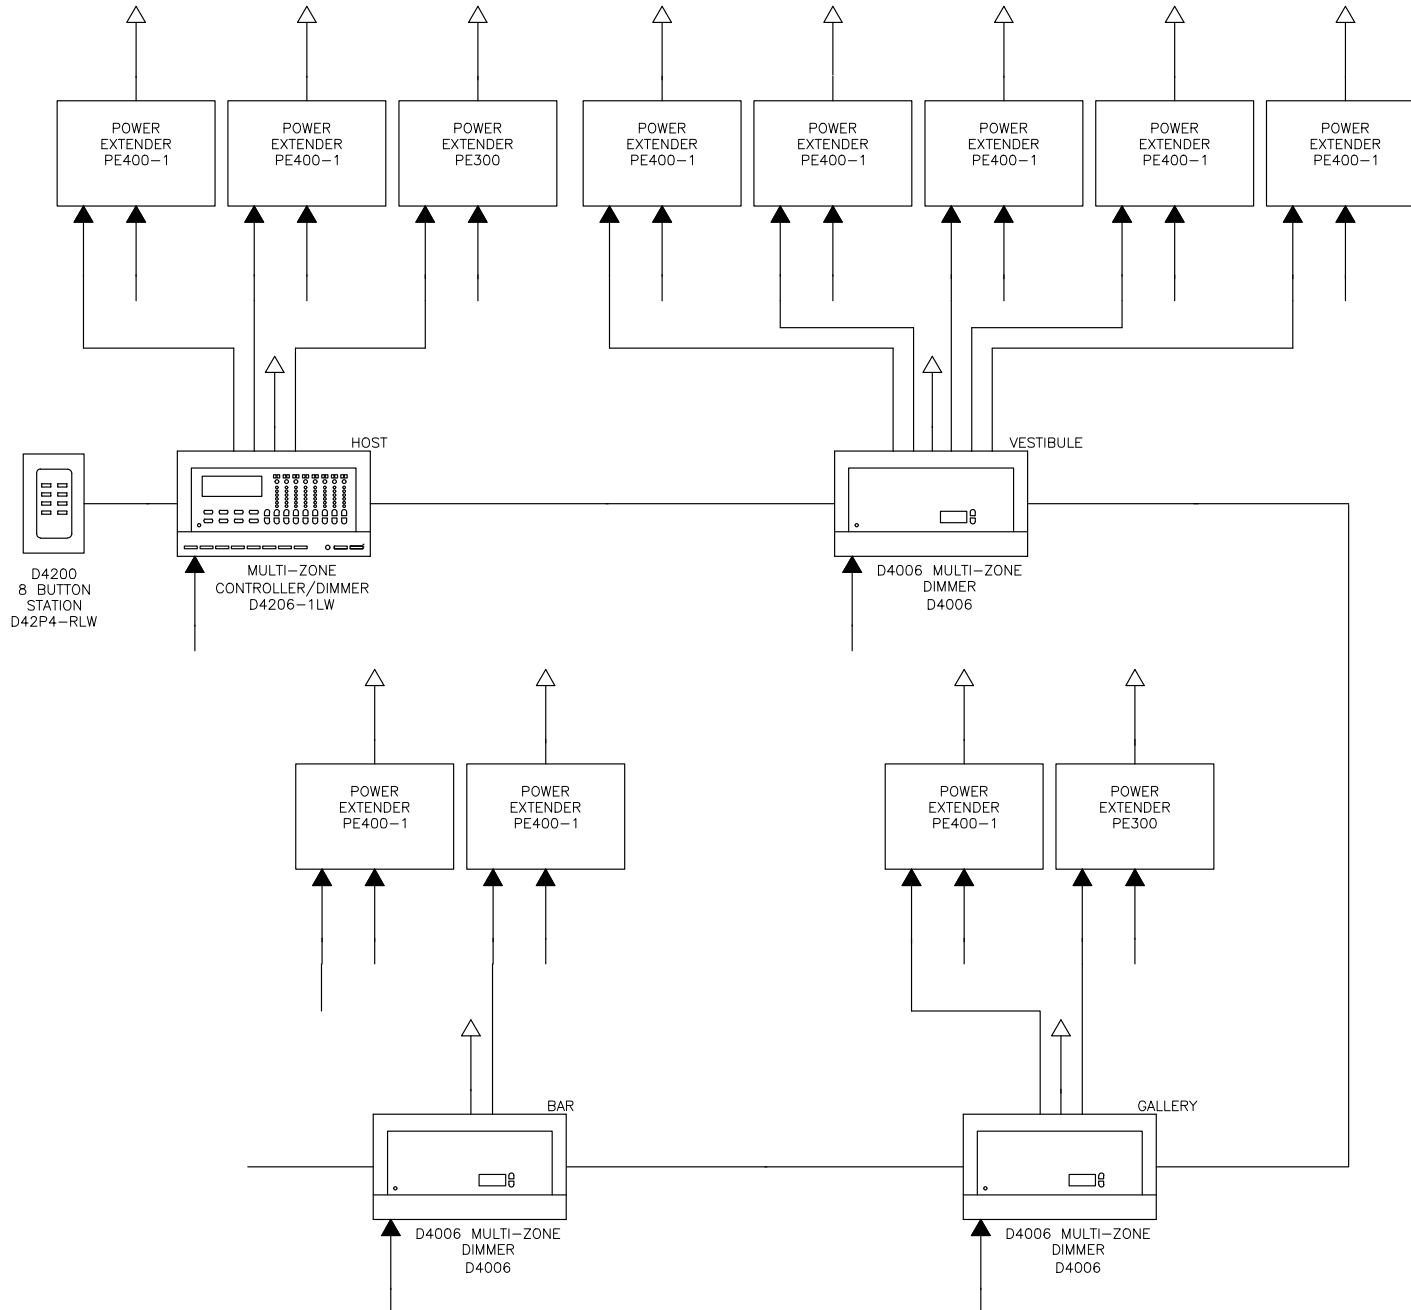 POWER
EXTENDER
PE400-1
POWER
EXTENDER
PE400-1
POWER
EXTENDER
PE300
POWER
EXTENDER
PE400-1
POWER
EXTENDER
PE400-1
POWER
EXTENDER
PE400-1
POWER
EXTENDER
PE400-1
POWER
EXTENDER
PE400-1
HOST
VESTIBULE
D4200
8 BUTTON
STATION
D42P4-RLW
MULTI-ZONE
CONTROLLER/DIMMER
D4206-1LW
D4006 MULTI-ZONE
DIMMER
D4006
POWER
EXTENDER
PE400-1
POWER
EXTENDER
PE400-1
POWER
EXTENDER
PE400-1
POWER
EXTENDER
PE300
BAR
GALLERY
D4006 MULTI-ZONE
DIMMER
D4006
D4006 MULTI-ZONE
DIMMER
D4006